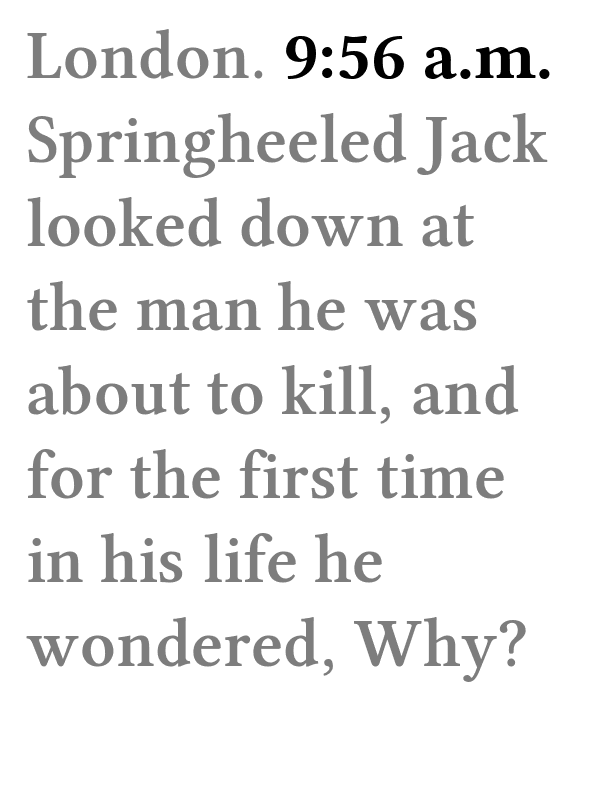 London. 9:56 a.m.
Springheeled Jack
looked down at
the man he was
about to kill, and
for the first time
in his life he
wondered, Why?